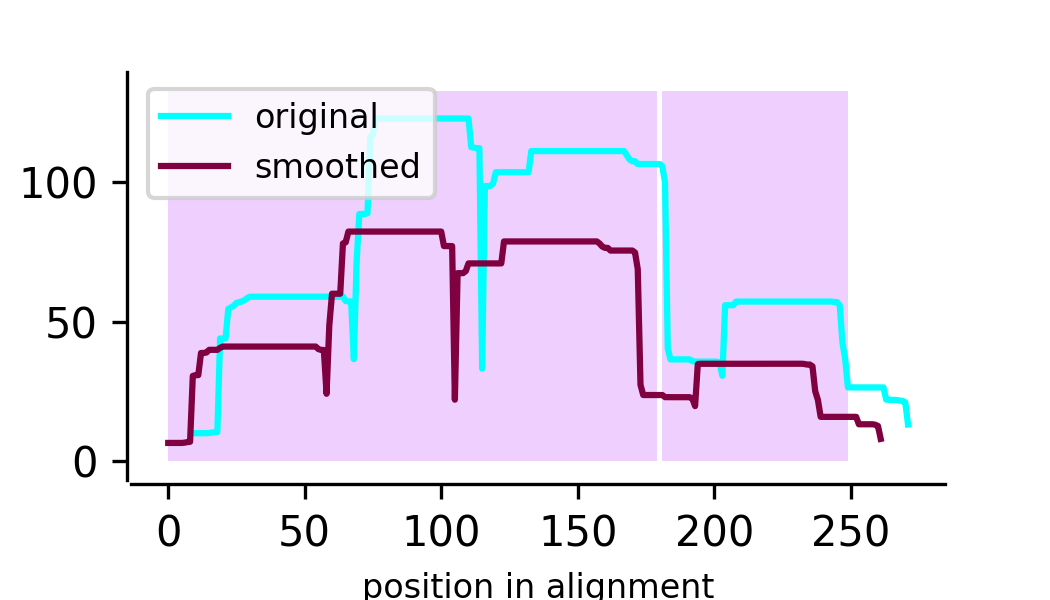 original
smoothed
100
50
0
0 50 100 150 200 250
position in alignment